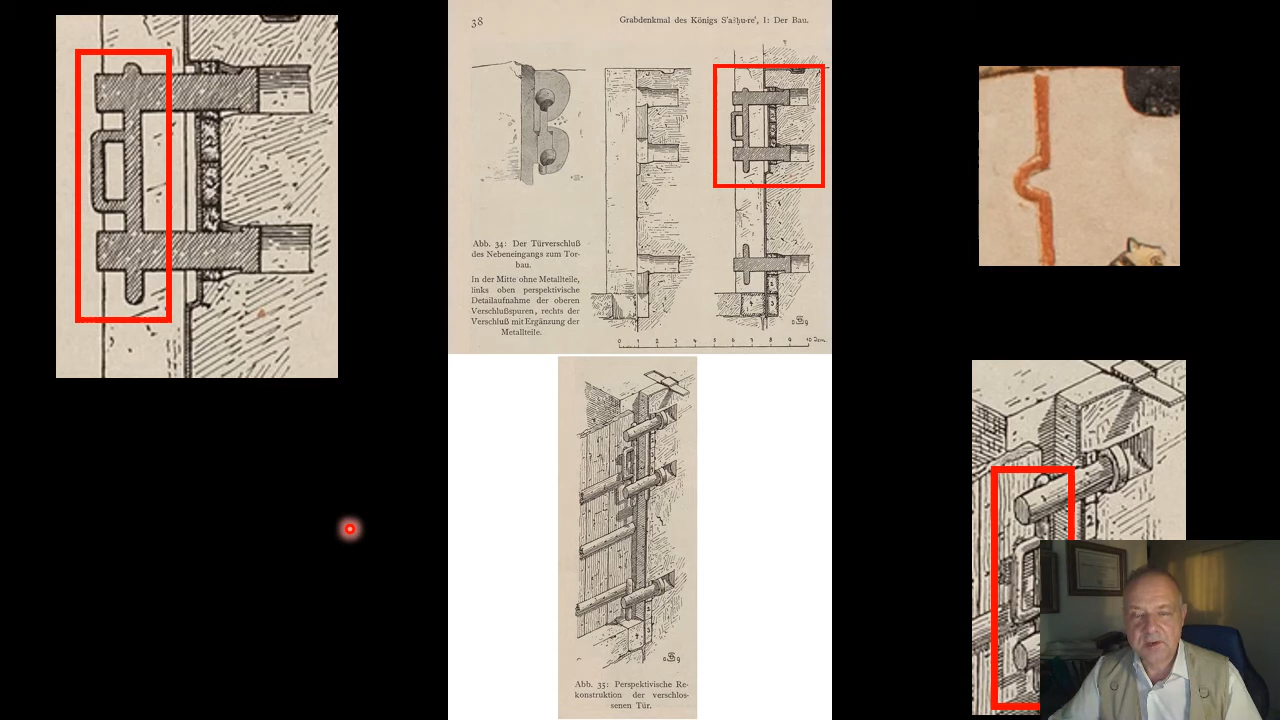 38
Grabdenkmal des Königs S'aȝḥu-re', I: Der Bau.
Abb. 34: Der Türverschluß
des Nebeneingangs zum Tor-
bau.
In der Mitte ohne Metallteile,
links oben perspektivische
Detailaufnahme der oberen
Verschlußspuren, rechts der
Verschluß mit Ergänzung der
Metallteile.
0 1 2 3 4 5 6 7 8 9 10
Abb. 35: Perspektivische Re-
konstruktion der verschlos-
senen Tür.